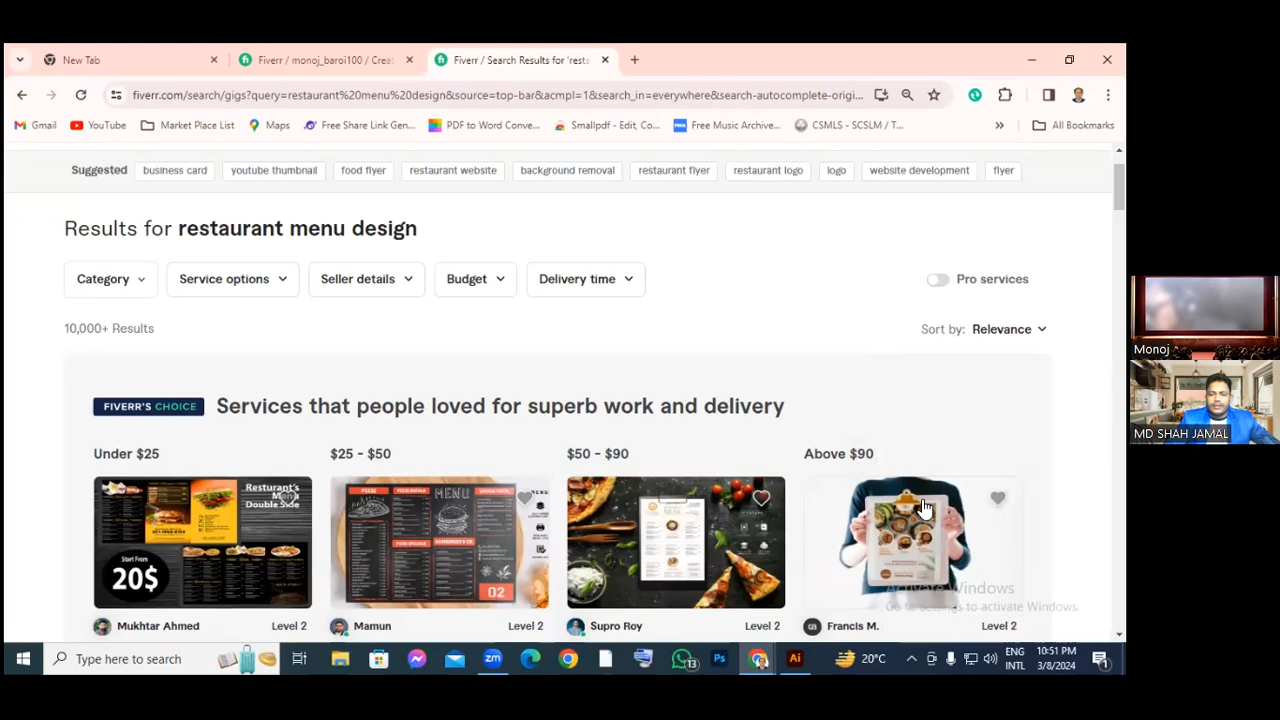 New Tab
Fiverr / monoj_baroi100 / Creat
Fiverr / Search Results for 'resta
fiverr.com/search/gigs?query=restaurant%20menu%20design&source=top-bar&acmpl=1&search_in=everywhere&search-autocomplete-origi...
Gmail
YouTube
Market Place List
Maps
Free Share Link Gen...
PDF to Word Conve...
Smallpdf - Edit, Co...
Free Music Archive...
CSMLS - SCSLM / T...
»
All Bookmarks
Suggested
business card
youtube thumbnail
food flyer
restaurant website
background removal
restaurant flyer
restaurant logo
logo
website development
flyer
Results for restaurant menu design
Category
Service options
Seller details
Budget
Delivery time
Pro services
10,000+ Results
Sort by: Relevance
FIVERR'S CHOICE
Services that people loved for superb work and delivery
Under $25
$25 - $50
$50 - $90
Above $90
Resturant's
Menu
Double Side
Start From
20$
MENU
02
Activate Windows
Go to Settings to activate Windows.
Mukhtar Ahmed
Level 2
Mamun
Level 2
Supro Roy
Level 2
GB
Francis M.
Level 2
Monoj
MD SHAH JAMAL
Type here to search
zm
13
Ps
Ai
20°C
ENG
INTL
10:51 PM
3/8/2024
1